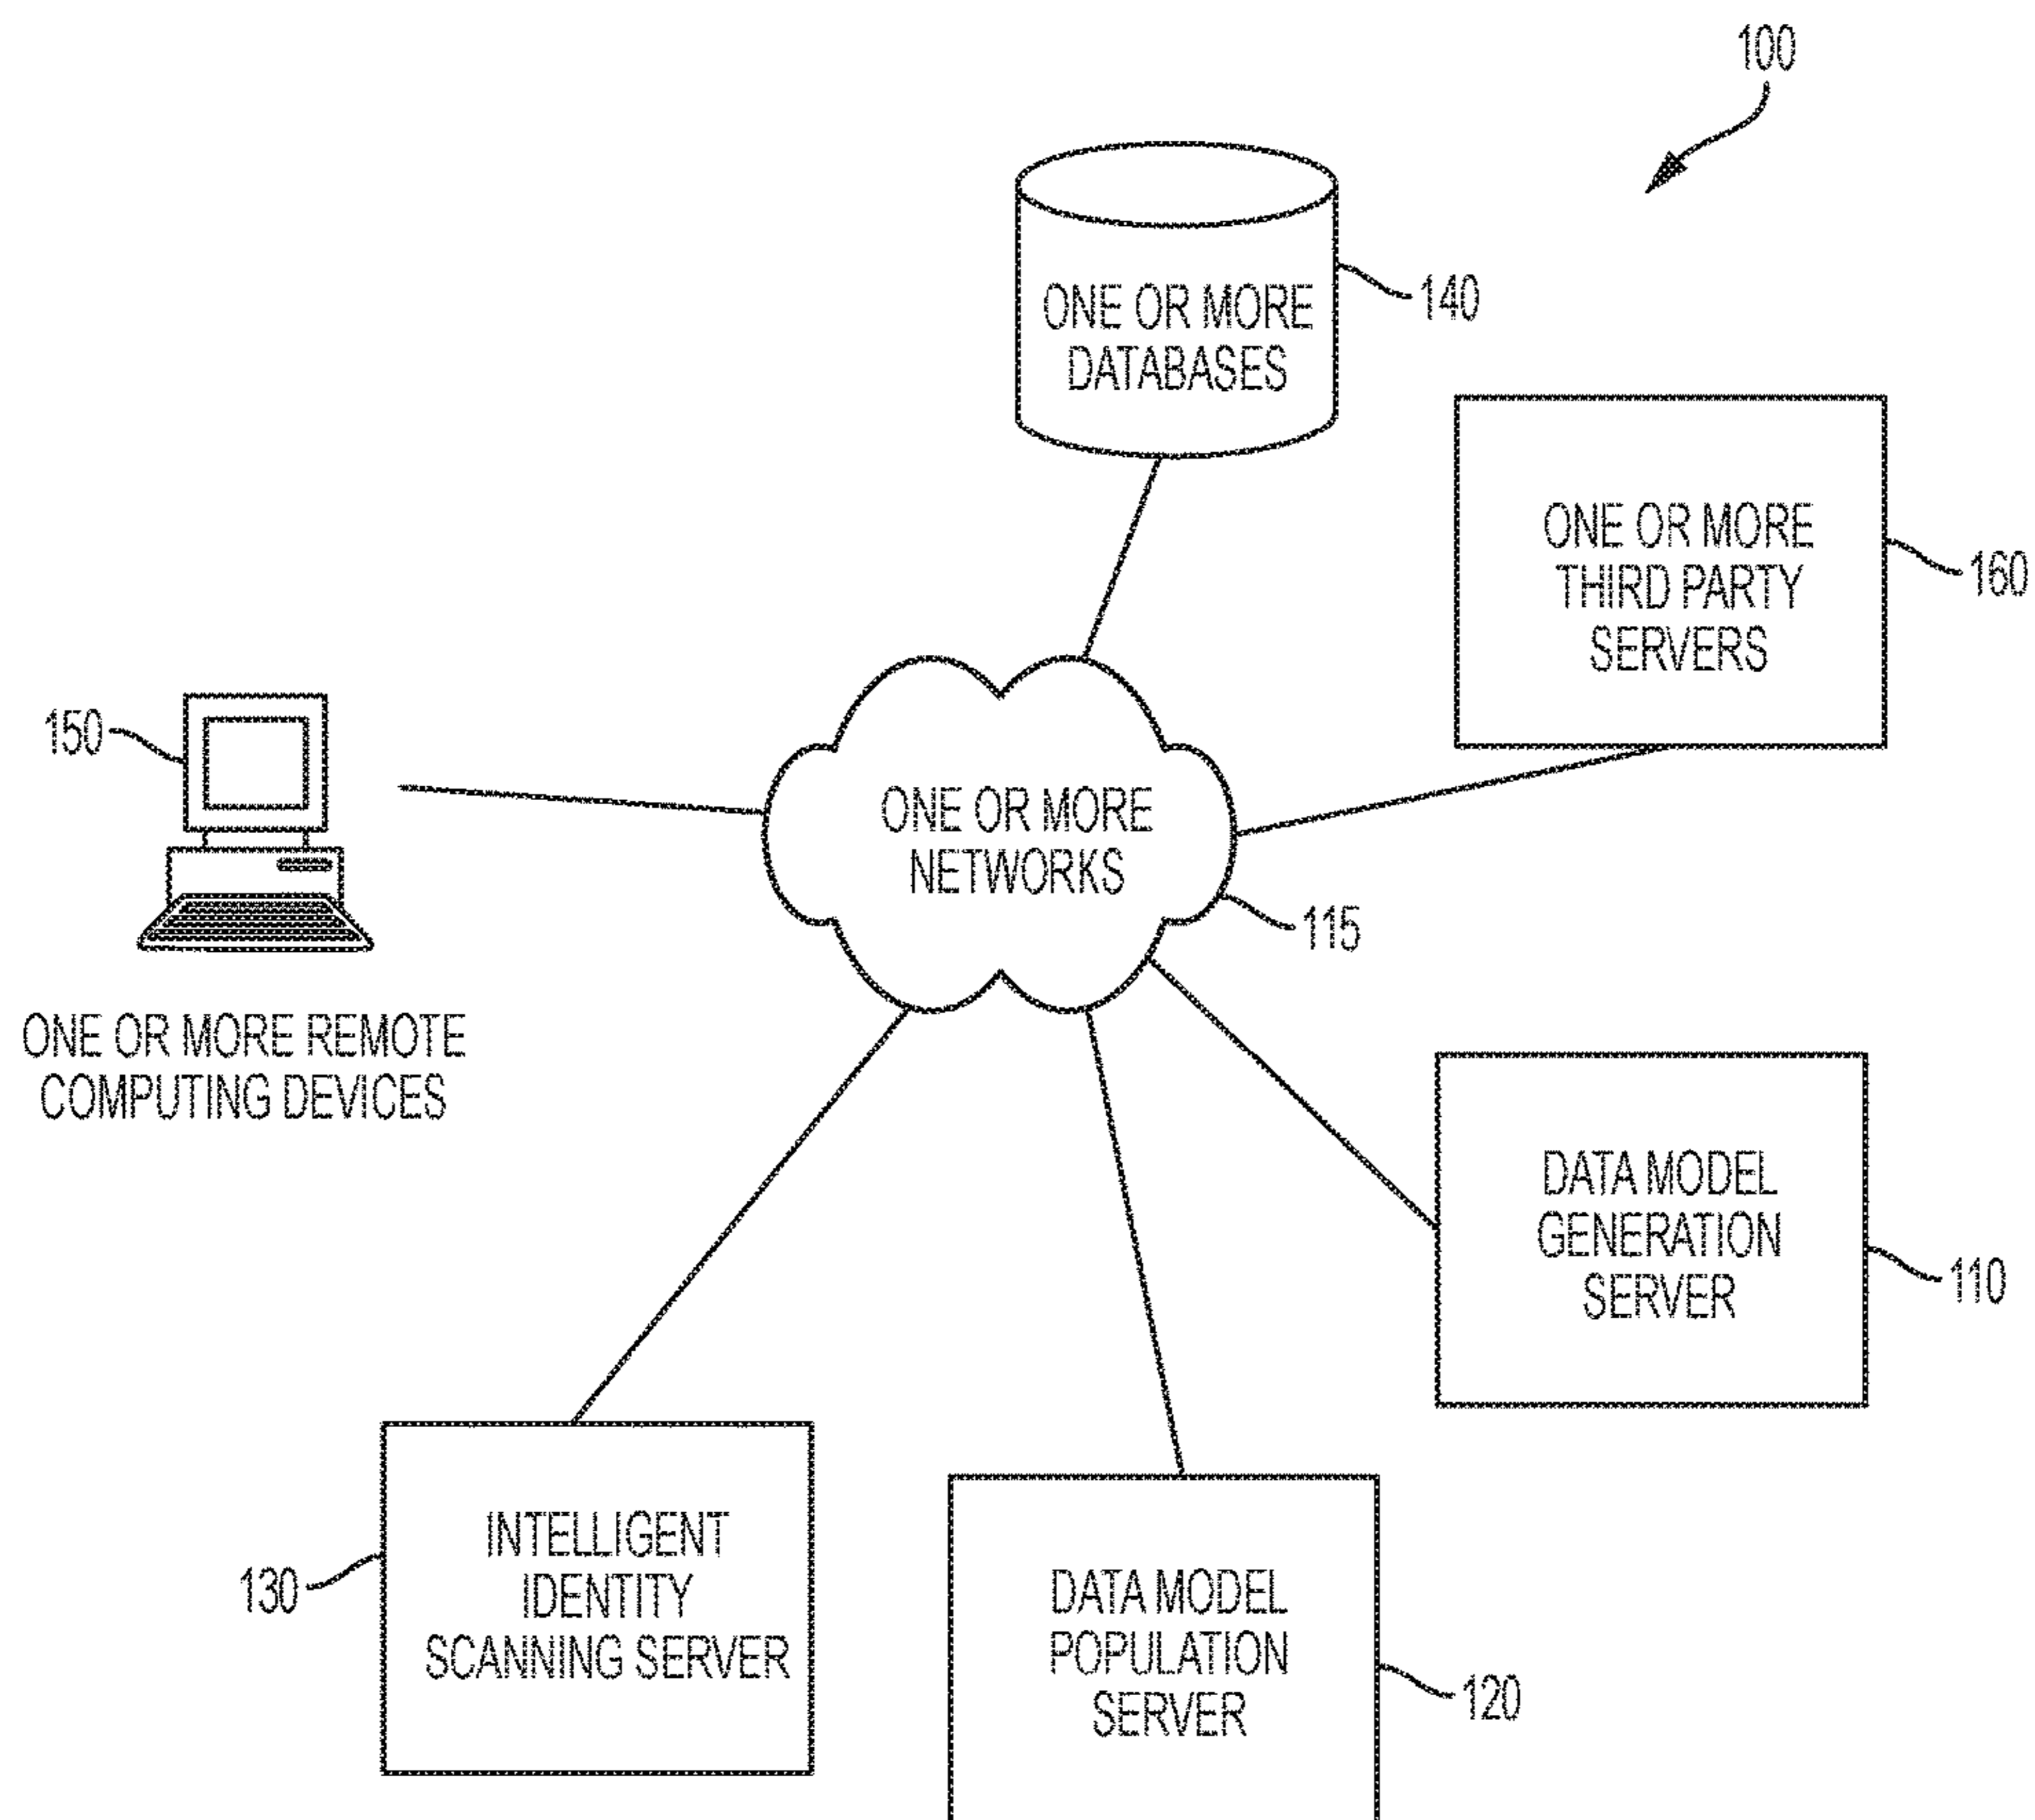 100
ONE OR MORE
DATABASES
140
ONE OR MORE
THIRD PARTY
SERVERS
160
150
ONE OR MORE
NETWORKS
115
ONE OR MORE REMOTE
COMPUTING DEVICES
DATA MODEL
GENERATION
SERVER
110
INTELLIGENT
IDENTITY
SCANNING SERVER
130
DATA MODEL
POPULATION
SERVER
120